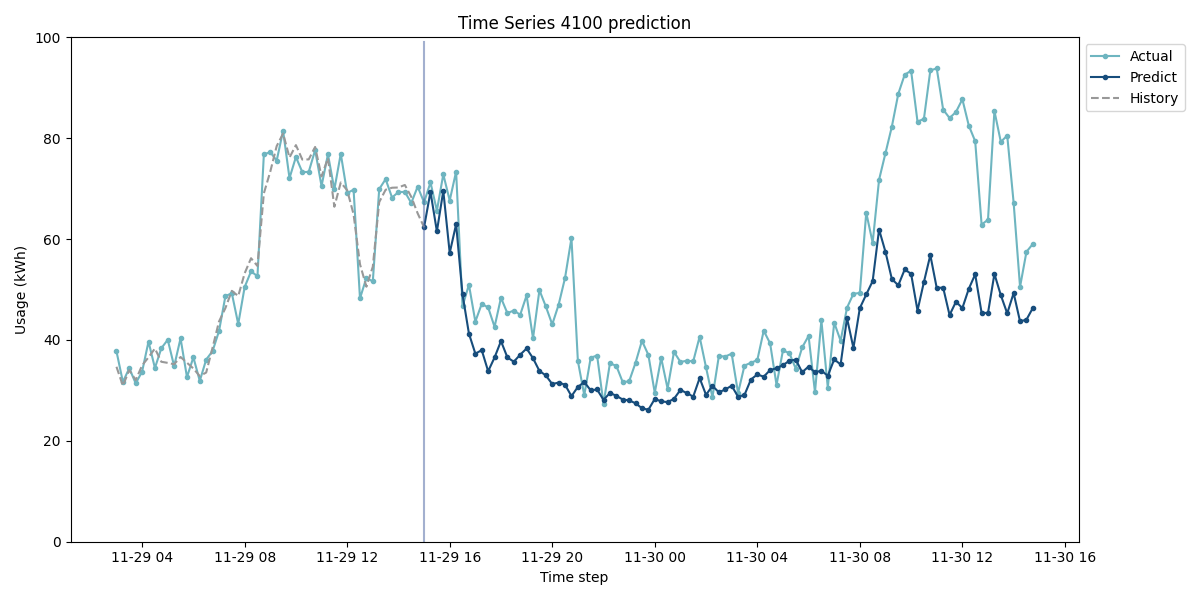 Time Series 4100 prediction
100
80
60
40
20
0
Usage (kWh)
11-29 04
11-29 08
11-29 12
11-29 16
11-29 20
11-30 00
11-30 04
11-30 08
11-30 12
11-30 16
Time step
Actual
Predict
History